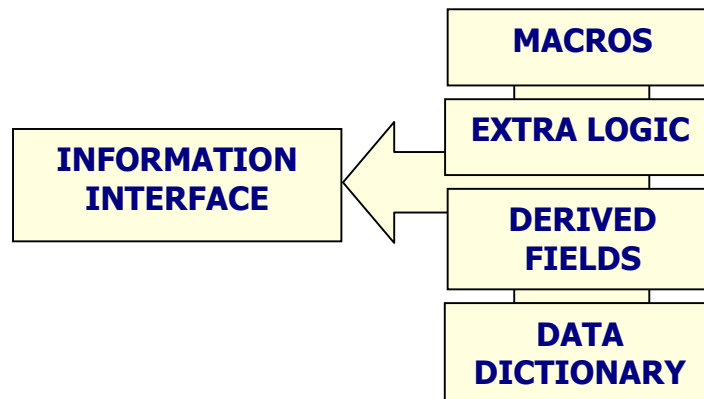 MACROS
EXTRA LOGIC
INFORMATION
INTERFACE
DERIVED
FIELDS
DATA
DICTIONARY